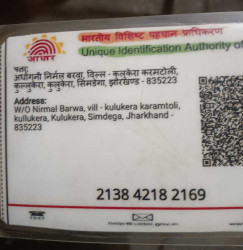 भारतीय विशिष्ट पहचान प्राधिकरण
Unique Identification Authority of
आधार
पता:
अर्धांगनी निर्मल बरवा, विल्ल - कुलकेरा करमटोली,
कुल्लुकेरा, कुलुकेरा, सिमडेगा, झारखण्ड - 835223
Address:
W/O Nirmal Barwa, vill - kulukera karamtoli,
kullukera, Kulukera, Simdega, Jharkhand -
835223
2138 4218 2169